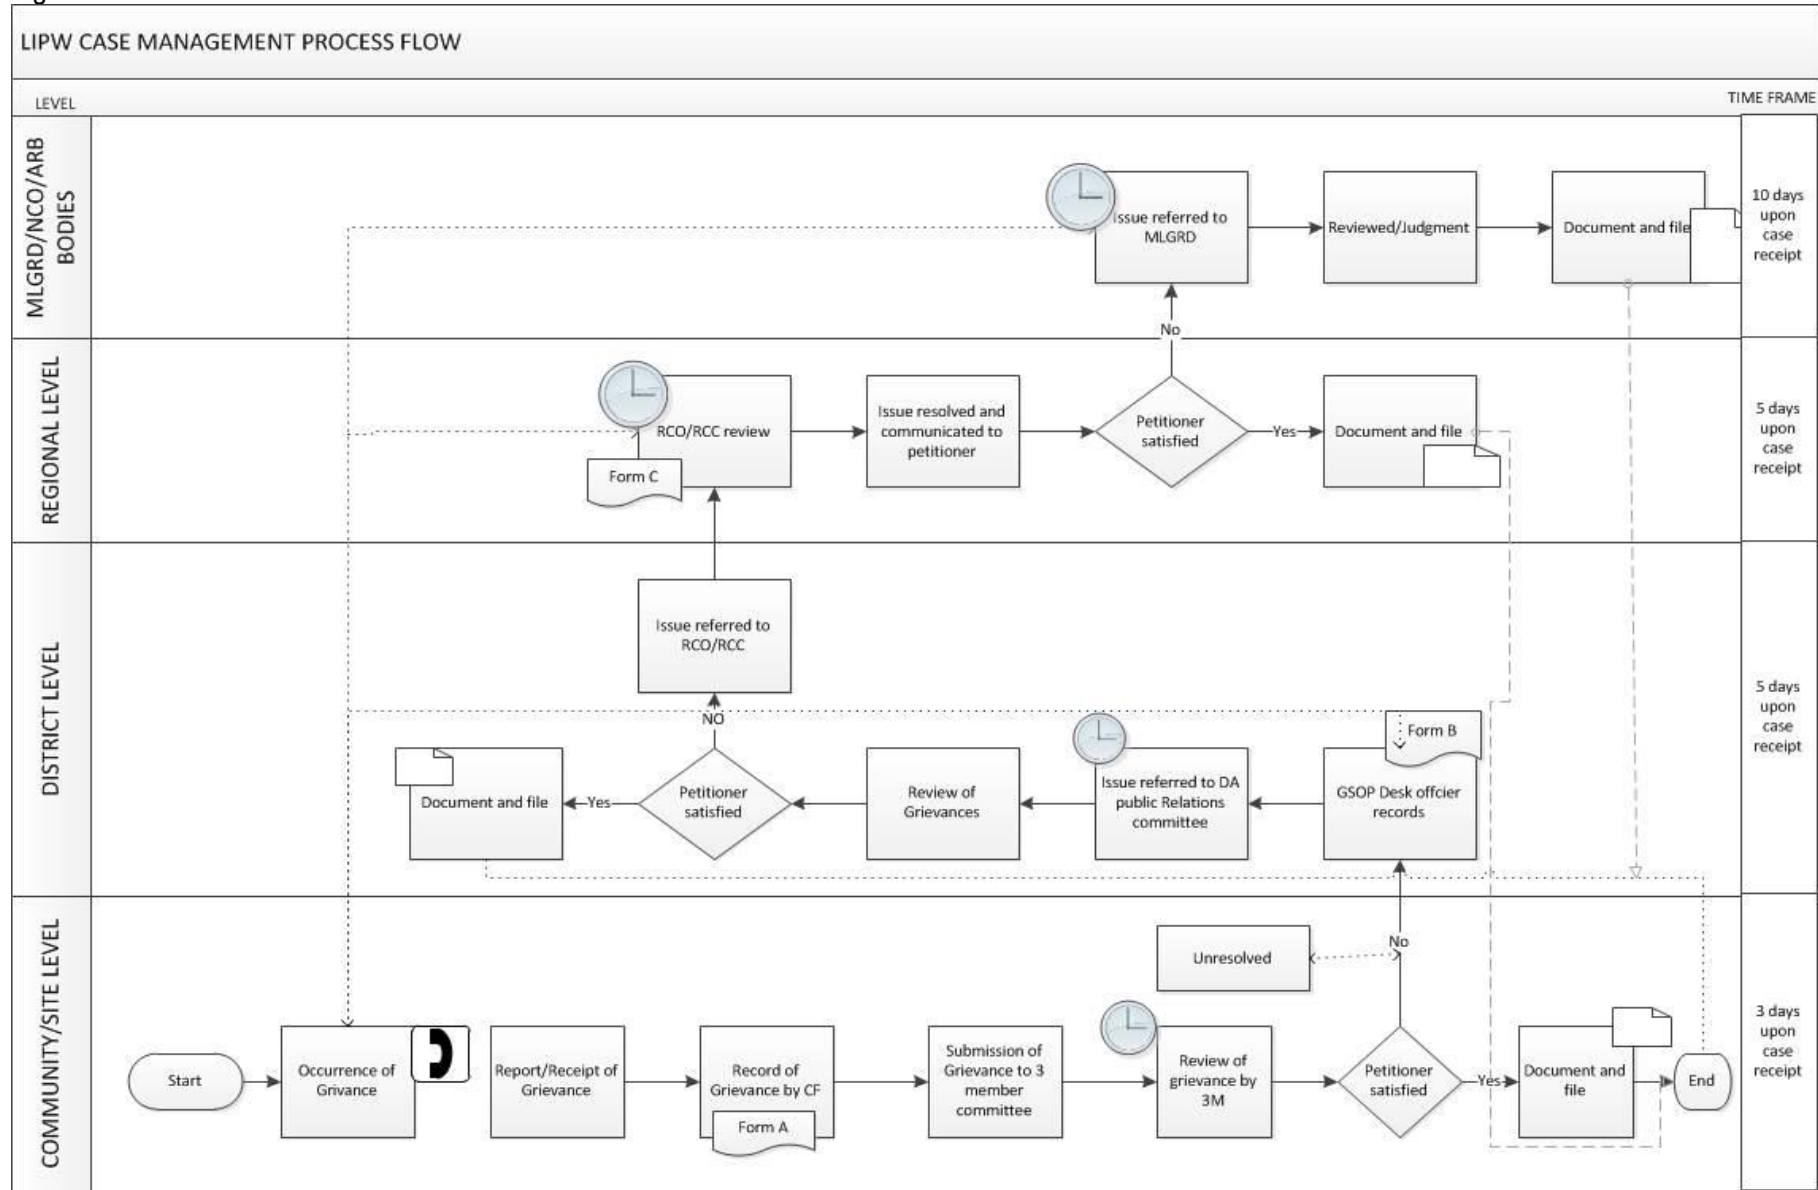 LIPW CASE MANAGEMENT PROCESS FLOW
LEVEL
TIME FRAME
MLGRD/NCO/ARB
BODIES
Issue referred to
MLGRD
Reviewed/Judgment
Document and file
10 days
upon
case
receipt
No
REGIONAL LEVEL
RCO/RCC review
Form C
Issue resolved and
communicated to
petitioner
Petitioner
satisfied
Yes
Document and file
5 days
upon
case
receipt
DISTRICT LEVEL
Issue referred to
RCO/RCC
NO
Document and file
Yes
Petitioner
satisfied
Review of
Grievances
Issue referred to DA
public Relations
committee
Form B
GSOP Desk offcier
records
5 days
upon
case
receipt
COMMUNITY/SITE LEVEL
Unresolved
No
Start
Occurrence of
Grivance
Report/Receipt of
Grievance
Record of
Grievance by CF
Form A
Submission of
Grievance to 3
member
committee
Review of
grievance by
3M
Petitioner
satisfied
Yes
Document and
file
End
3 days
upon
case
receipt